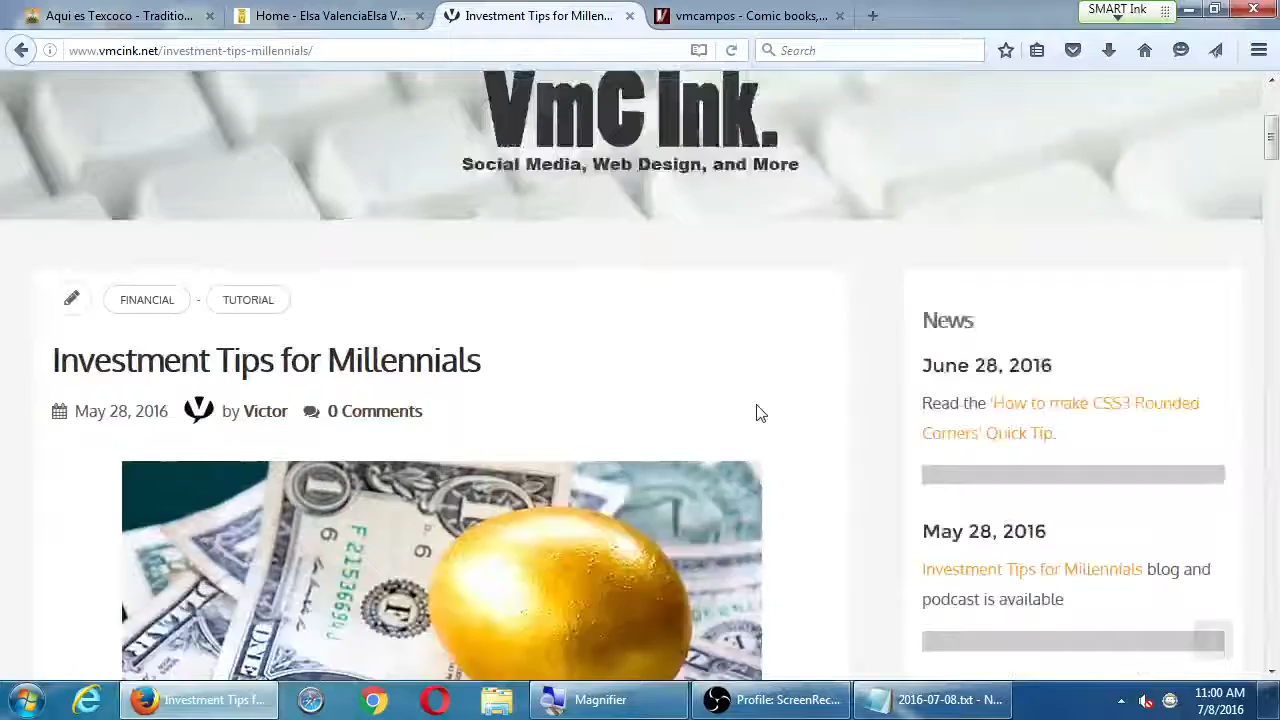 Aqui es Texcoco - Traditio...
Home - Elsa ValenciaElsa V...
Investment Tips for Millen...
vmcampos - Comic books,...
SMART Ink
www.vmcink.net/investment-tips-millennials/
Search
VmC Ink.
Social Media, Web Design, and More
FINANCIAL - TUTORIAL
Investment Tips for Millennials
May 28, 2016 by Victor 0 Comments
News
June 28, 2016
Read the 'How to make CSS3 Rounded
Corners' Quick Tip.
May 28, 2016
Investment Tips for Millennials blog and
podcast is available
Investment Tips f...
Magnifier
Profile: ScreenRec...
2016-07-08.txt - N...
11:00 AM
7/8/2016